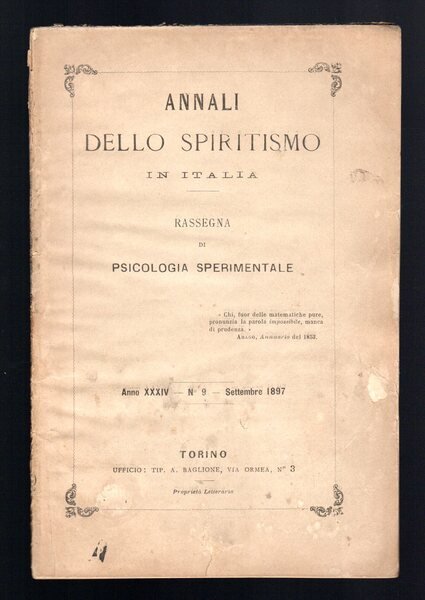 ANNALI
DELLO SPIRITISMO
IN ITALIA
RASSEGNA
DI
PSICOLOGIA SPERIMENTALE
« Chi, fuor delle matematiche pure,
pronunzia la parola impossibile, manca
di prudenza. »
ARAGO, Annuario del 1853.
Anno XXXIV — N° 9 — Settembre 1897
TORINO
UFFICIO: TIP. A. BAGLIONE, VIA ORMEA, N° 3
Proprietà Letteraria